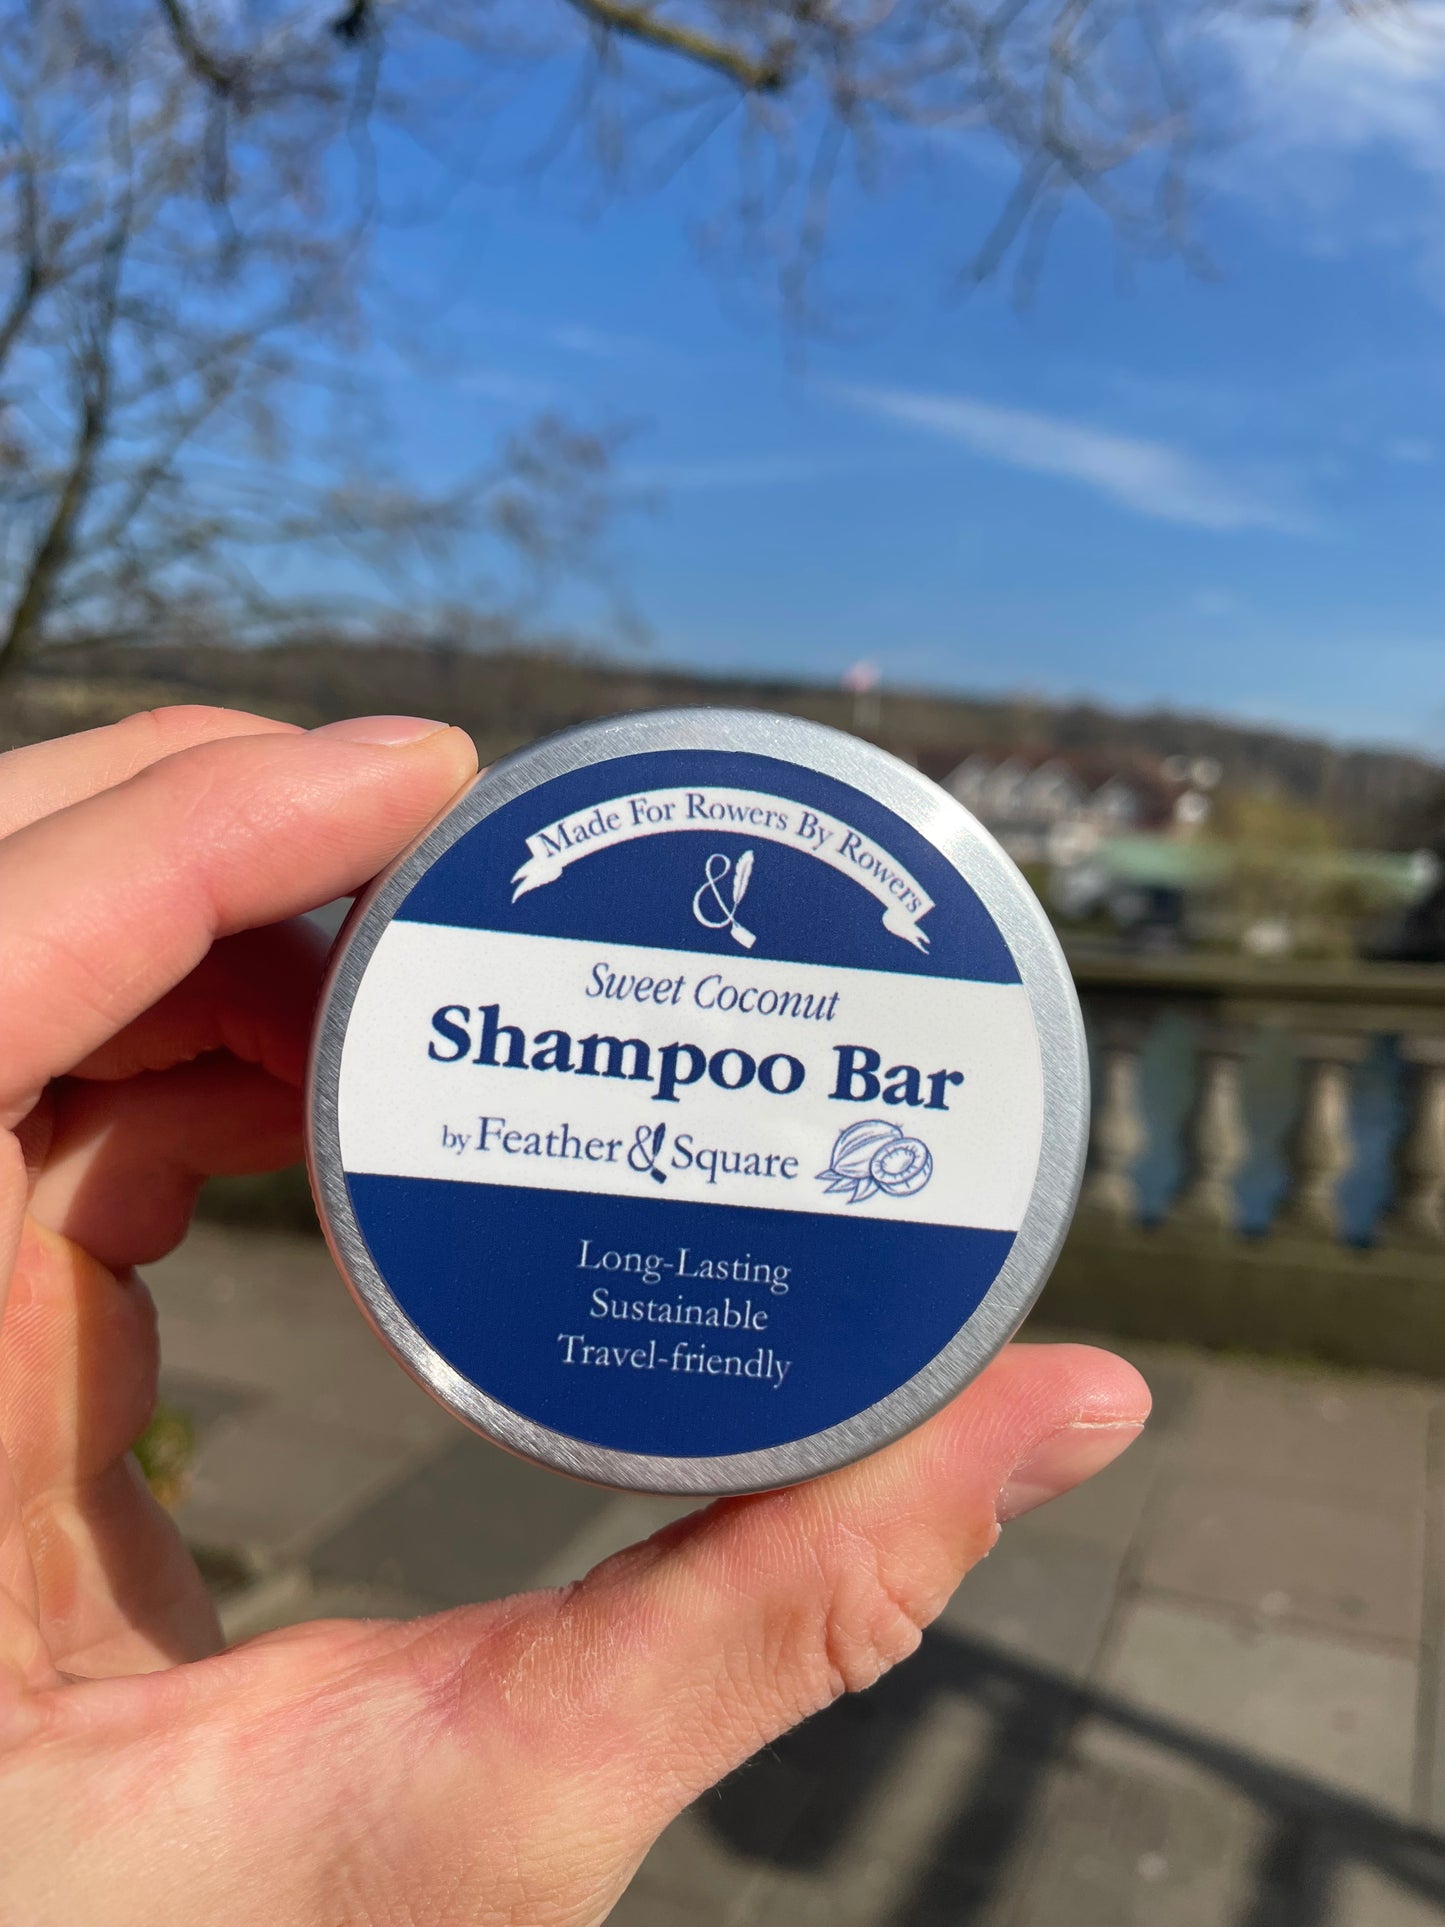 Made For Rowers By Rowers
&
Sweet Coconut
Shampoo Bar
by Feather & Square
Long-Lasting
Sustainable
Travel-friendly